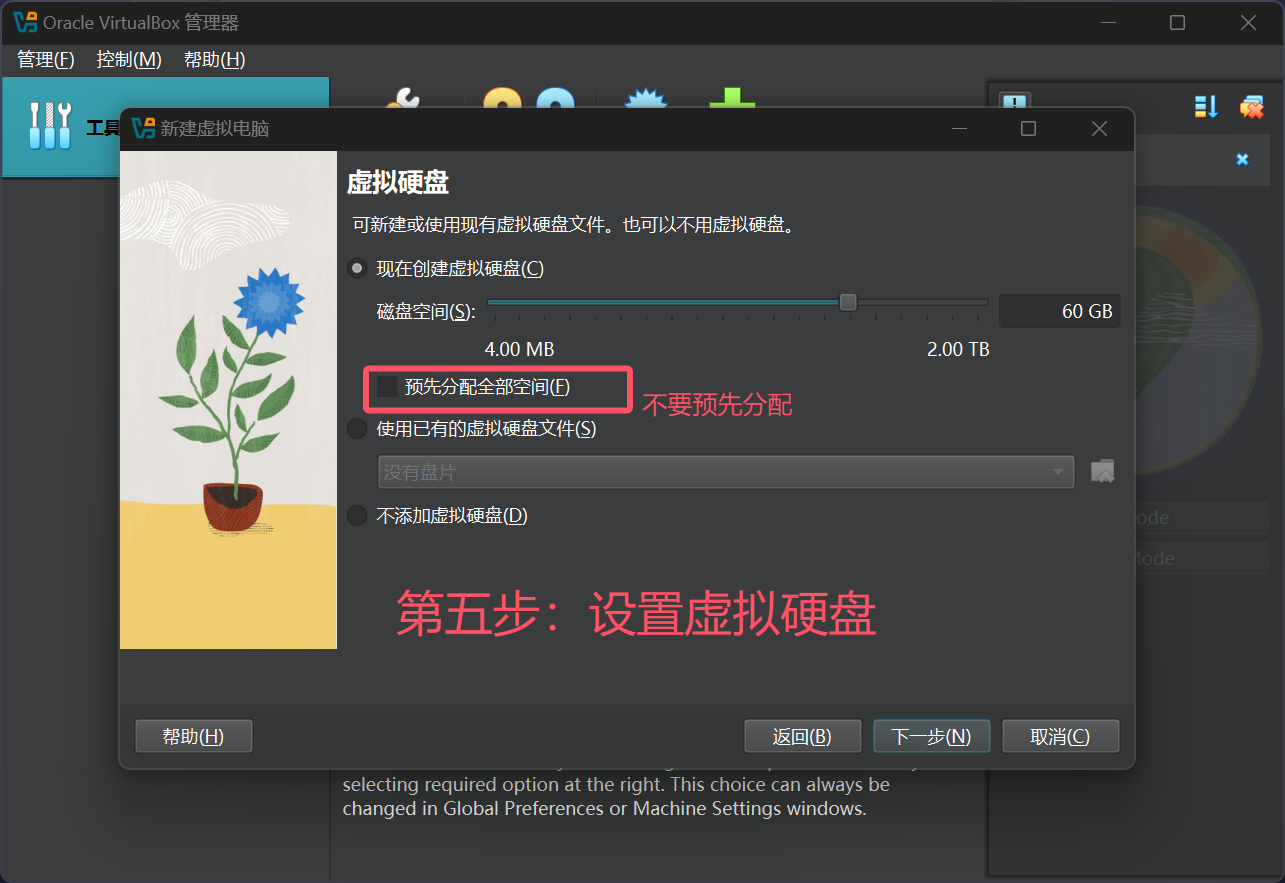 Oracle VirtualBox 管理器
管理(F) 控制(M) 帮助(H)
工具
新建虚拟电脑
虚拟硬盘
可新建或使用现有虚拟硬盘文件。也可以不用虚拟硬盘。
现在创建虚拟硬盘(C)
磁盘空间(S): 60 GB
4.00 MB 2.00 TB
预先分配全部空间(F)
不要预先分配
使用已有的虚拟硬盘文件(S)
没有盘片
不添加虚拟硬盘(D)
第五步：设置虚拟硬盘
帮助(H) 返回(B) 下一步(N) 取消(C)
selecting required option at the right. This choice can always be
changed in Global Preferences or Machine Settings windows.